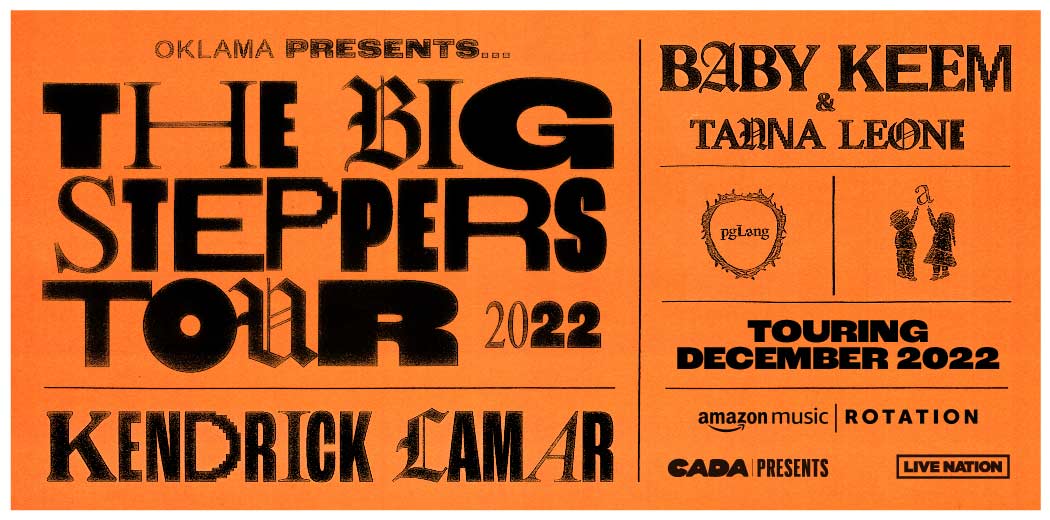 OKLAMA PRESENTS...
THE BIG
STEPPERS
TOUR 2022
KENDRICK LAMAR
BABY KEEM
&
TANNA LEONE
pgLang
a
TOURING
DECEMBER 2022
amazon music | ROTATION
CADA | PRESENTS
LIVE NATION